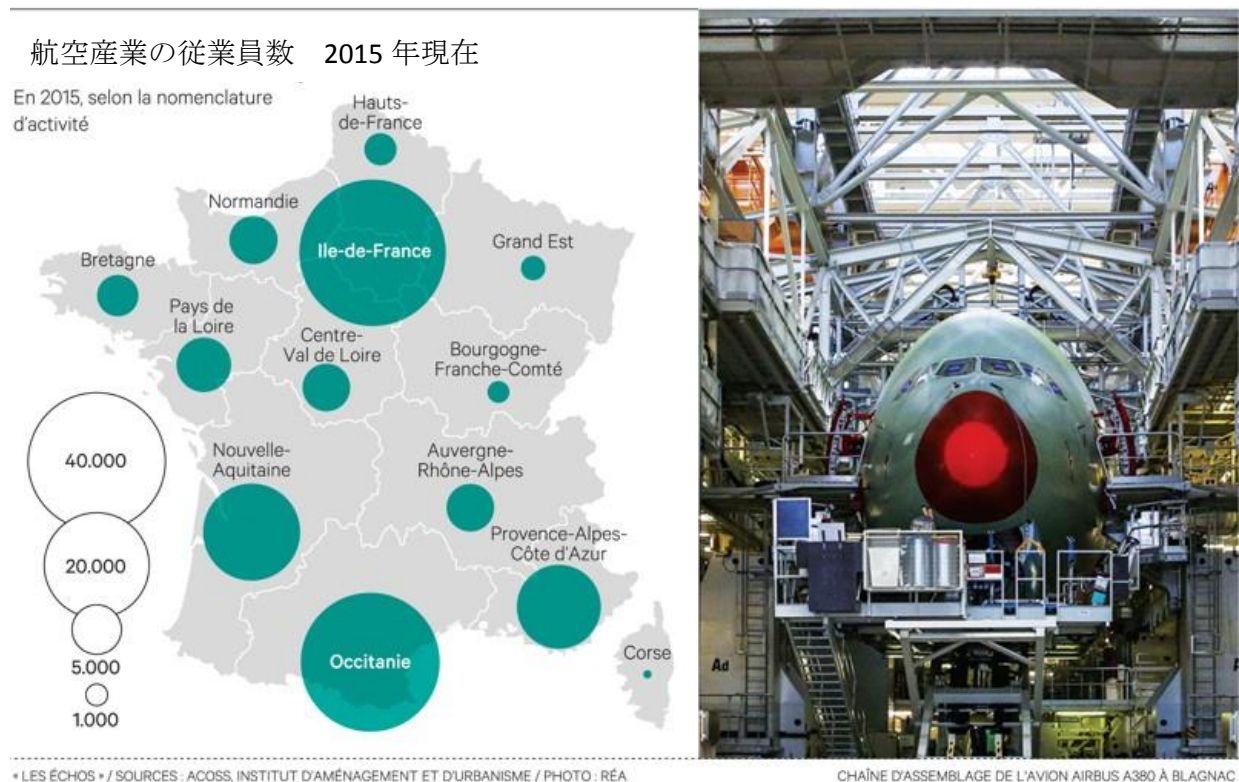 航空産業の従業員数 2015 年現在
En 2015, selon la nomenclature
d'activité
Hauts-
de-France
Normandie
Ile-de-France
Grand Est
Bretagne
Pays de
la Loire
Centre-
Val de Loire
Bourgogne-
Franche-Comté
40.000
Nouvelle-
Aquitaine
Auvergne-
Rhône-Alpes
Provence-Alpes-
Côte d'Azur
20.000
5.000
1.000
Occitanie
Corse
Ad
« LES ÉCHOS » / SOURCES : ACOSS, INSTITUT D'AMÉNAGEMENT ET D'URBANISME / PHOTO : RÉA
CHAÎNE D'ASSEMBLAGE DE L'AVION AIRBUS A380 À BLAGNAC